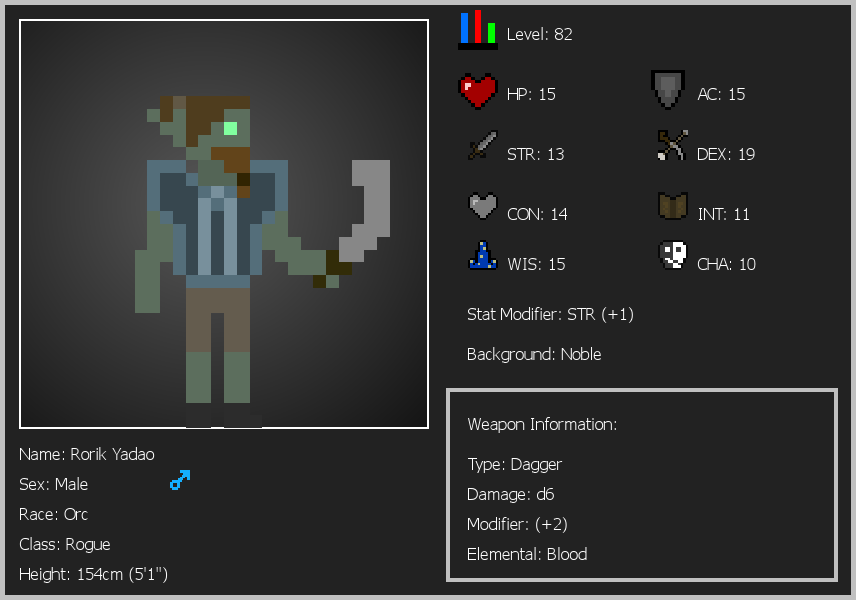 Level: 82
HP: 15
AC: 15
STR: 13
DEX: 19
CON: 14
INT: 11
WIS: 15
CHA: 10
Stat Modifier: STR (+1)
Background: Noble
Weapon Information:
Type: Dagger
Damage: d6
Modifier: (+2)
Elemental: Blood
Name: Rorik Yadao
Sex: Male
Race: Orc
Class: Rogue
Height: 154cm (5'1")